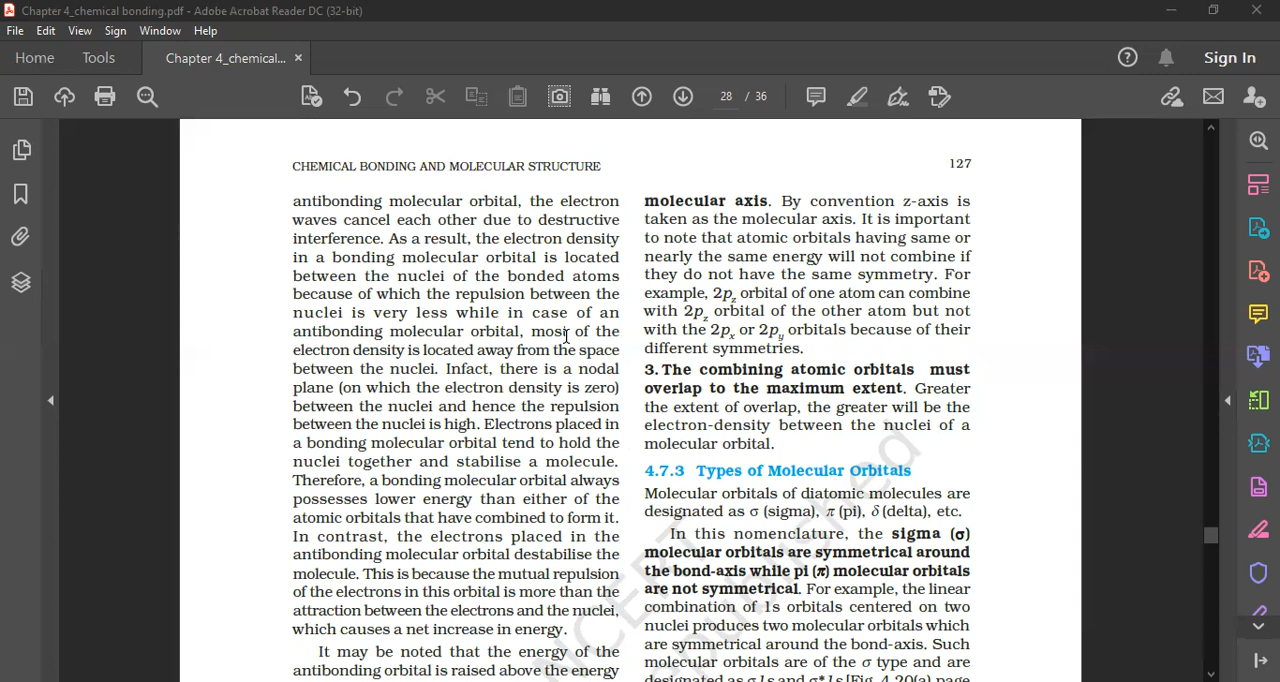 Chapter 4_chemical bonding.pdf - Adobe Acrobat Reader DC (32-bit)
File Edit View Sign Window Help
Home Tools Chapter 4_chemical... × Sign In
28 / 36
CHEMICAL BONDING AND MOLECULAR STRUCTURE 127
antibonding molecular orbital, the electron
waves cancel each other due to destructive
interference. As a result, the electron density
in a bonding molecular orbital is located
between the nuclei of the bonded atoms
because of which the repulsion between the
nuclei is very less while in case of an
antibonding molecular orbital, most of the
electron density is located away from the space
between the nuclei. Infact, there is a nodal
plane (on which the electron density is zero)
between the nuclei and hence the repulsion
between the nuclei is high. Electrons placed in
a bonding molecular orbital tend to hold the
nuclei together and stabilise a molecule.
Therefore, a bonding molecular orbital always
possesses lower energy than either of the
atomic orbitals that have combined to form it.
In contrast, the electrons placed in the
antibonding molecular orbital destabilise the
molecule. This is because the mutual repulsion
of the electrons in this orbital is more than the
attraction between the electrons and the nuclei,
which causes a net increase in energy.
It may be noted that the energy of the
antibonding orbital is raised above the energy
molecular axis. By convention z-axis is
taken as the molecular axis. It is important
to note that atomic orbitals having same or
nearly the same energy will not combine if
they do not have the same symmetry. For
example, 2pz orbital of one atom can combine
with 2pz orbital of the other atom but not
with the 2px or 2py orbitals because of their
different symmetries.
3. The combining atomic orbitals must
overlap to the maximum extent. Greater
the extent of overlap, the greater will be the
electron-density between the nuclei of a
molecular orbital.
4.7.3 Types of Molecular Orbitals
Molecular orbitals of diatomic molecules are
designated as σ (sigma), π (pi), δ (delta), etc.
In this nomenclature, the sigma (σ)
molecular orbitals are symmetrical around
the bond-axis while pi (π) molecular orbitals
are not symmetrical. For example, the linear
combination of 1s orbitals centered on two
nuclei produces two molecular orbitals which
are symmetrical around the bond-axis. Such
molecular orbitals are of the σ type and are
designated as σ1s and σ*1s [Fig. 4.20(a), page
NCERT
published